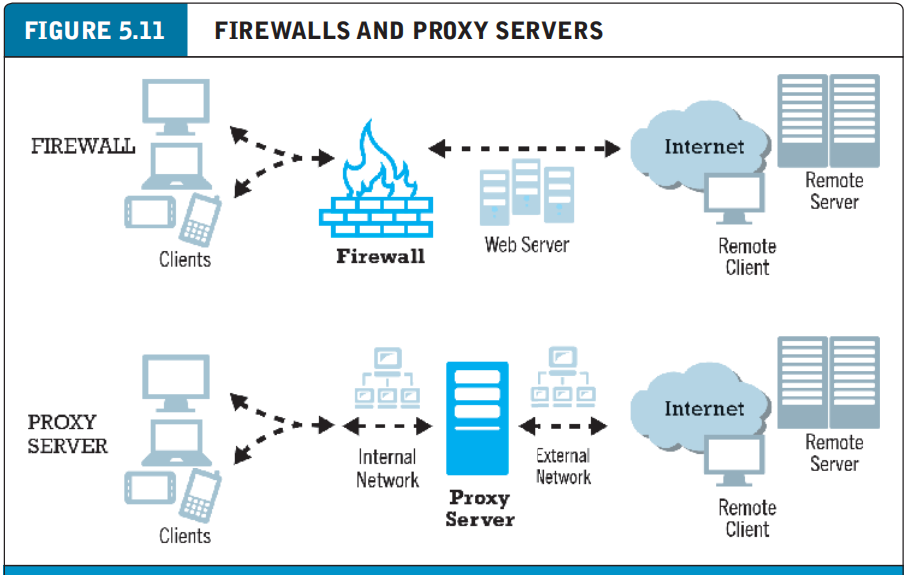 FIGURE 5.11
FIREWALLS AND PROXY SERVERS
FIREWALL
Clients
Firewall
Web Server
Internet
Remote
Server
Remote
Client
PROXY
SERVER
Clients
Internal
Network
Proxy
Server
External
Network
Internet
Remote
Server
Remote
Client